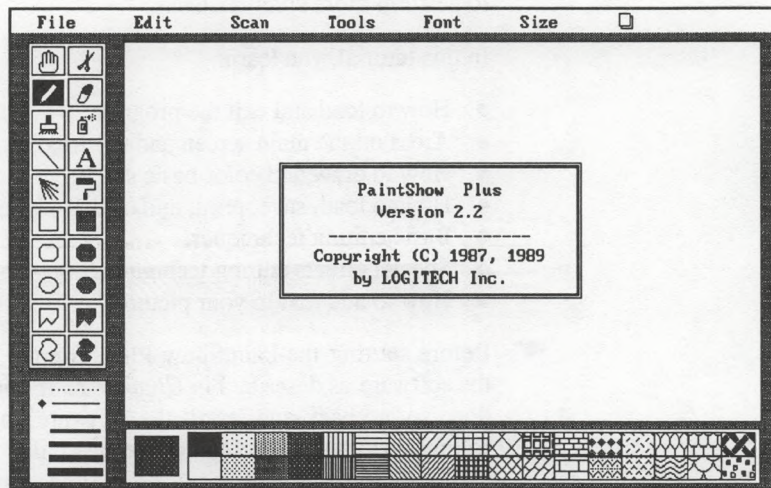 File Edit Scan Tools Font Size
A
PaintShow Plus
Version 2.2
Copyright (C) 1987, 1989
by LOGITECH Inc.